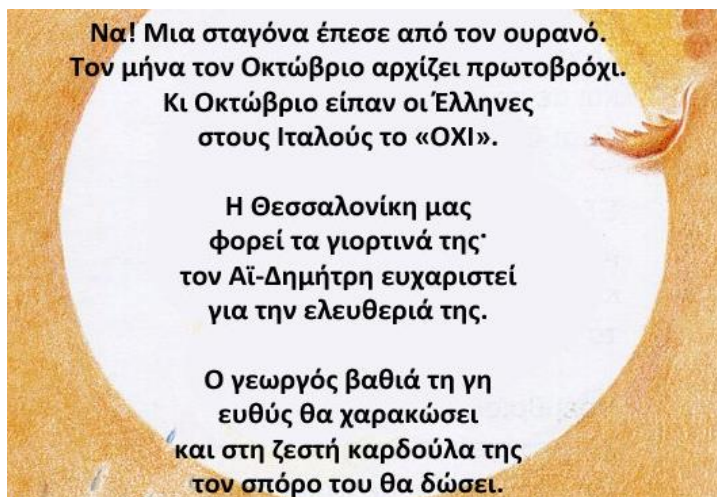 Να! Μια σταγόνα έπεσε από τον ουρανό.
Τον μήνα τον Οκτώβριο αρχίζει πρωτοβρόχι.
Κι Οκτώβριο είπαν οι Έλληνες
στους Ιταλούς το «ΟΧΙ».
Η Θεσσαλονίκη μας
φορεί τα γιορτινά της·
τον Αϊ-Δημήτρη ευχαριστεί
για την ελευθεριά της.
Ο γεωργός βαθιά τη γη
ευθύς θα χαρακώσει
και στη ζεστή καρδούλα της
τον σπόρο του θα δώσει.